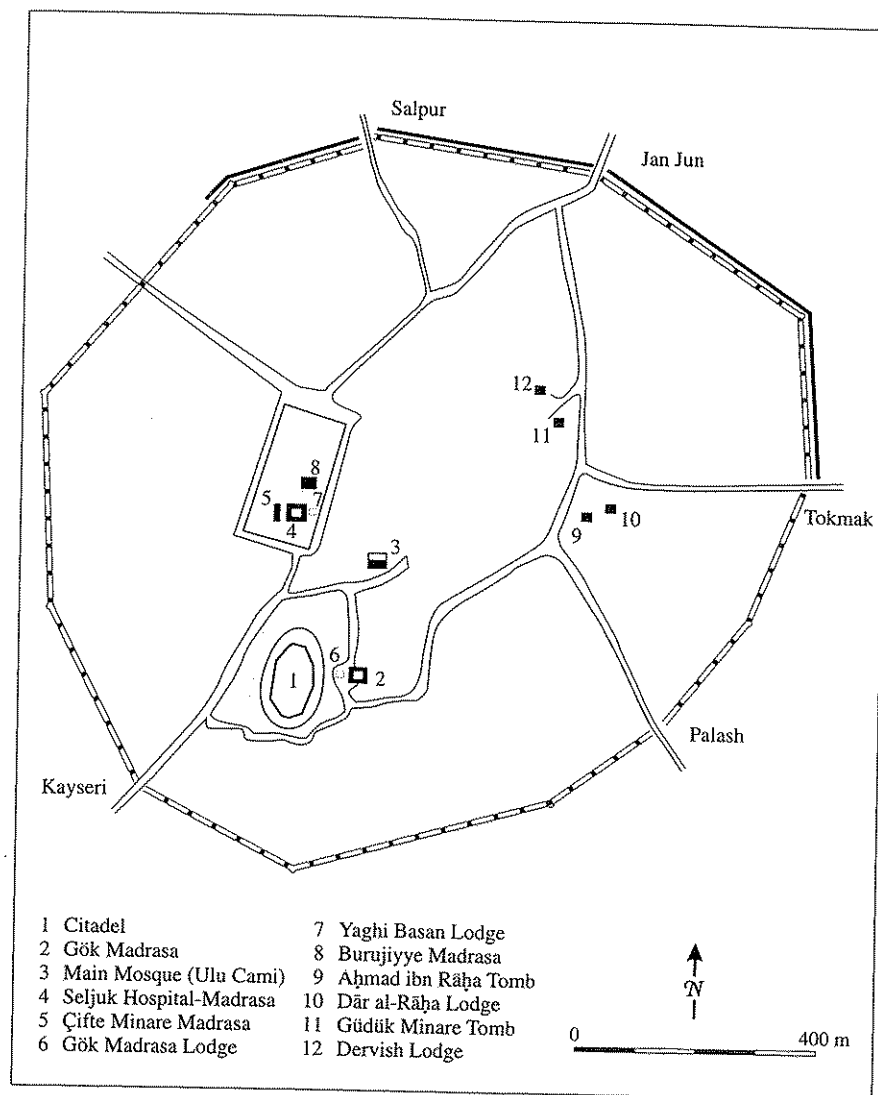 Salpur
Jan Jun
12
11
8
5
7
4
9
10
Tokmak
3
6
1
2
Palash
Kayseri
1 Citadel
2 Gök Madrasa
3 Main Mosque (Ulu Cami)
4 Seljuk Hospital-Madrasa
5 Çifte Minare Madrasa
6 Gök Madrasa Lodge
7 Yaghi Basan Lodge
8 Burujiyye Madrasa
9 Aḥmad ibn Rāḥa Tomb
10 Dār al-Rāḥa Lodge
11 Güdük Minare Tomb
12 Dervish Lodge
N
0 400 m